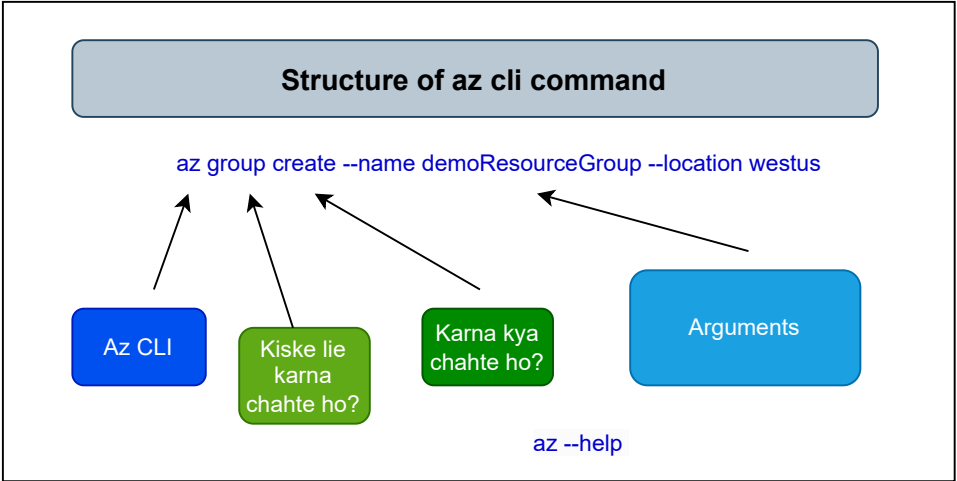 Structure of az cli command
az group create --name demoResourceGroup --location westus
Az CLI
Kiske lie
karna
chahte ho?
Karna kya
chahte ho?
Arguments
az --help